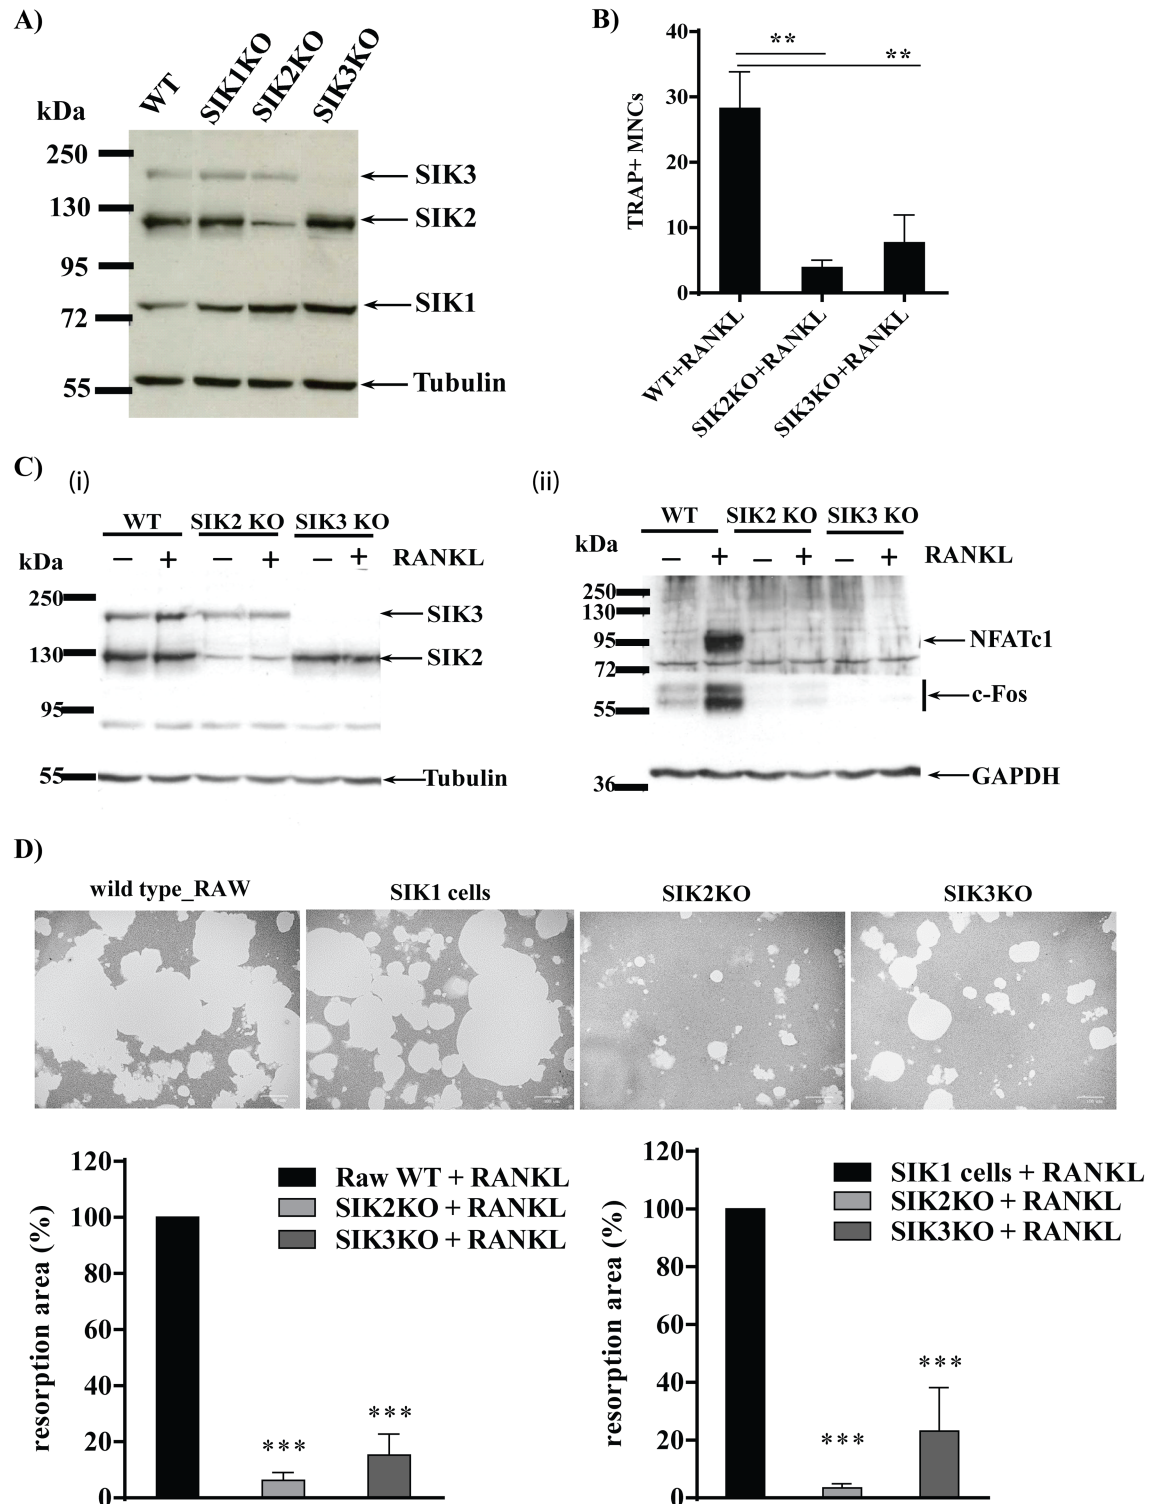 A)
WT SIK1KO SIK2KO SIK3KO
kDa
250
130
95
72
55
SIK3
SIK2
SIK1
Tubulin
B)
TRAP+ MNCs
40
30
20
10
0
** **
WT+RANKL
SIK2KO+RANKL
SIK3KO+RANKL
C)
(i)
WT SIK2 KO SIK3 KO
kDa − + − + − + RANKL
250
130
95
55
SIK3
SIK2
Tubulin
(ii)
WT SIK2 KO SIK3 KO
kDa − + − + − + RANKL
250
130
95
72
55
36
NFATc1
c-Fos
GAPDH
D)
wild type_RAW SIK1 cells SIK2KO SIK3KO
resorption area (%)
120
100
80
60
40
20
0
Raw WT + RANKL
SIK2KO + RANKL
SIK3KO + RANKL
*** ***
resorption area (%)
120
100
80
60
40
20
0
SIK1 cells + RANKL
SIK2KO + RANKL
SIK3KO + RANKL
*** ***